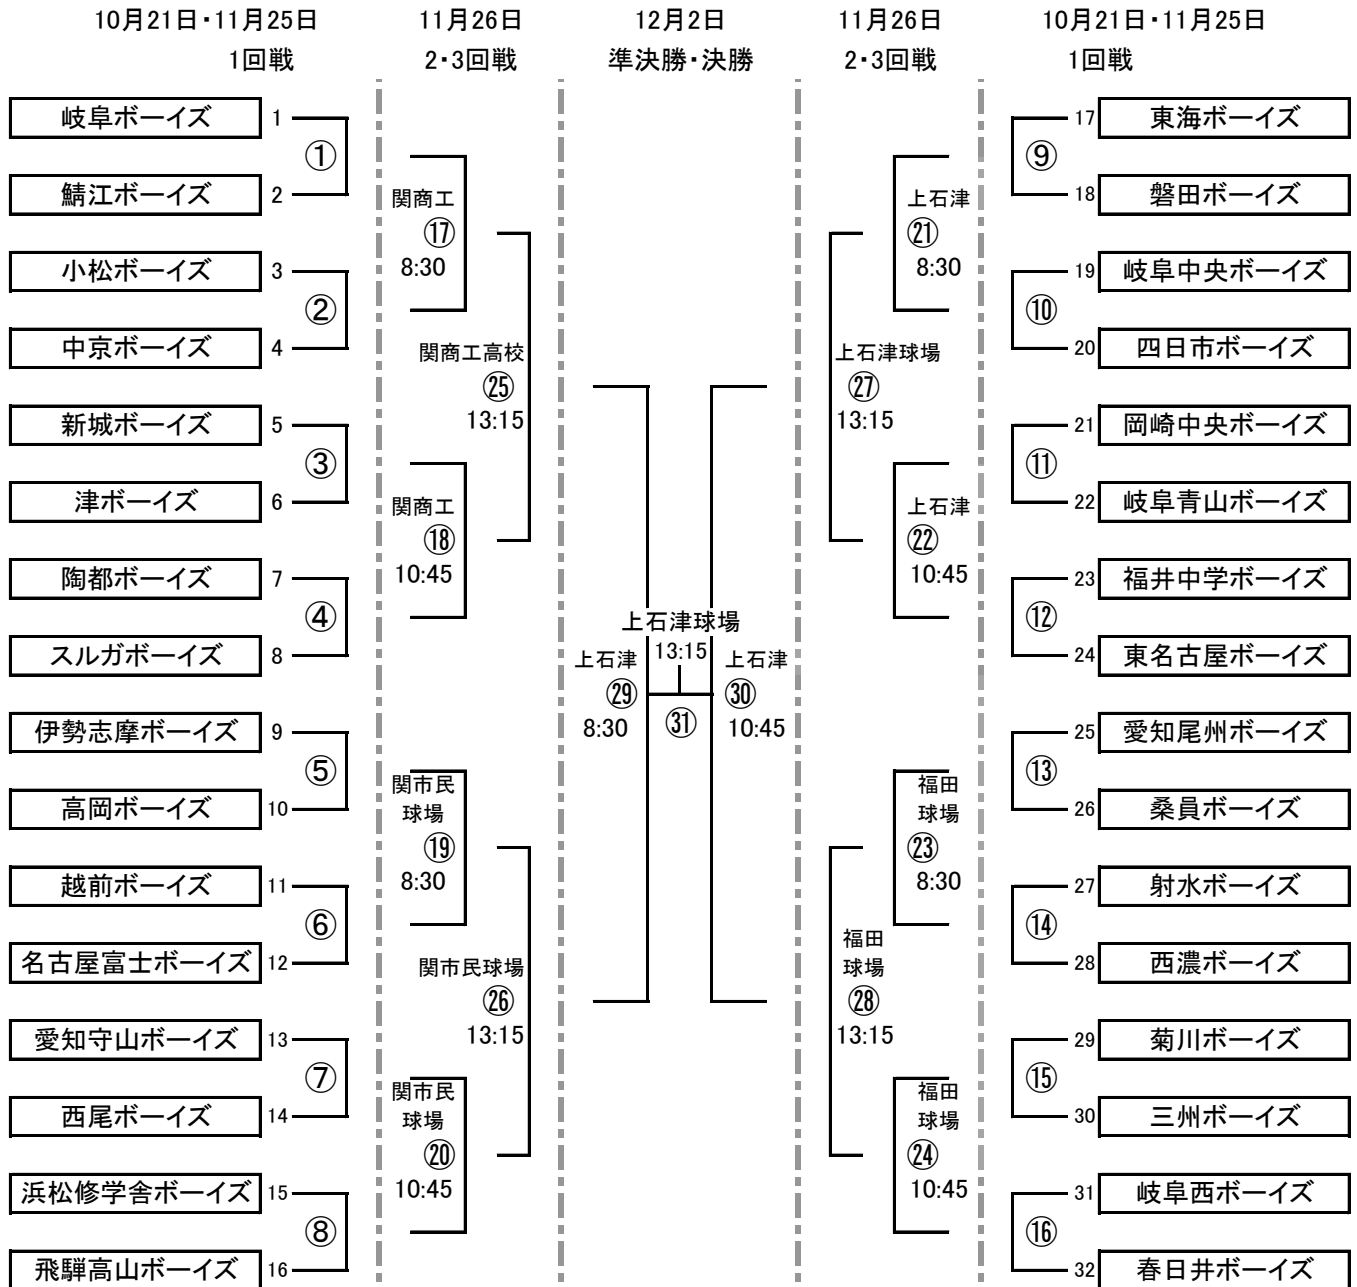 10月21日・11月25日
1回戦
11月26日
2・3回戦
12月2日
準決勝・決勝
11月26日
2・3回戦
10月21日・11月25日
1回戦
岐阜ボーイズ 1
①
鯖江ボーイズ 2
小松ボーイズ 3
②
中京ボーイズ 4
新城ボーイズ 5
③
津ボーイズ 6
陶都ボーイズ 7
④
スルガボーイズ 8
伊勢志摩ボーイズ 9
⑤
高岡ボーイズ 10
越前ボーイズ 11
⑥
名古屋富士ボーイズ 12
愛知守山ボーイズ 13
⑦
西尾ボーイズ 14
浜松修学舎ボーイズ 15
⑧
飛騨高山ボーイズ 16
関商工
⑰
8:30
関商工高校
㉕
13:15
関商工
⑱
10:45
関市民
球場
⑲
8:30
関市民球場
㉖
13:15
関市民
球場
⑳
10:45
上石津球場
13:15
㉛
上石津
㉙
8:30
上石津
㉚
10:45
上石津
㉑
8:30
上石津球場
㉗
13:15
上石津
㉒
10:45
福田
球場
㉓
8:30
福田
球場
㉘
13:15
福田
球場
㉔
10:45
17 東海ボーイズ
⑨
18 磐田ボーイズ
19 岐阜中央ボーイズ
⑩
20 四日市ボーイズ
21 岡崎中央ボーイズ
⑪
22 岐阜青山ボーイズ
23 福井中学ボーイズ
⑫
24 東名古屋ボーイズ
25 愛知尾州ボーイズ
⑬
26 桑員ボーイズ
27 射水ボーイズ
⑭
28 西濃ボーイズ
29 菊川ボーイズ
⑮
30 三州ボーイズ
31 岐阜西ボーイズ
⑯
32 春日井ボーイズ